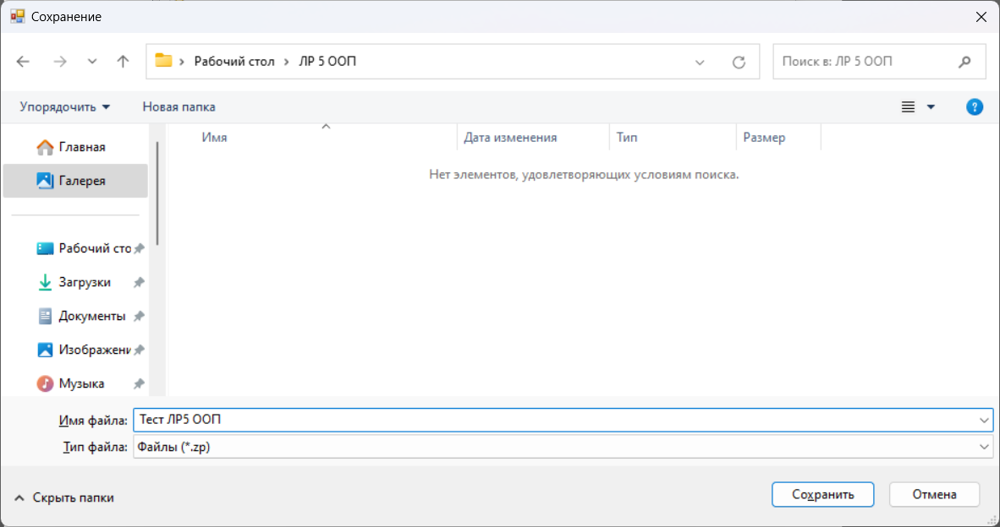 Сохранение
Рабочий стол › ЛР 5 ООП
Поиск в: ЛР 5 ООП
Упорядочить
Новая папка
?
Имя
Дата изменения
Тип
Размер
Нет элементов, удовлетворяющих условиям поиска.
Главная
Галерея
Рабочий сто
Загрузки
Документы
Изображени
Музыка
Имя файла: Тест ЛР5 ООП
Тип файла: Файлы (*.zp)
Скрыть папки
Сохранить
Отмена